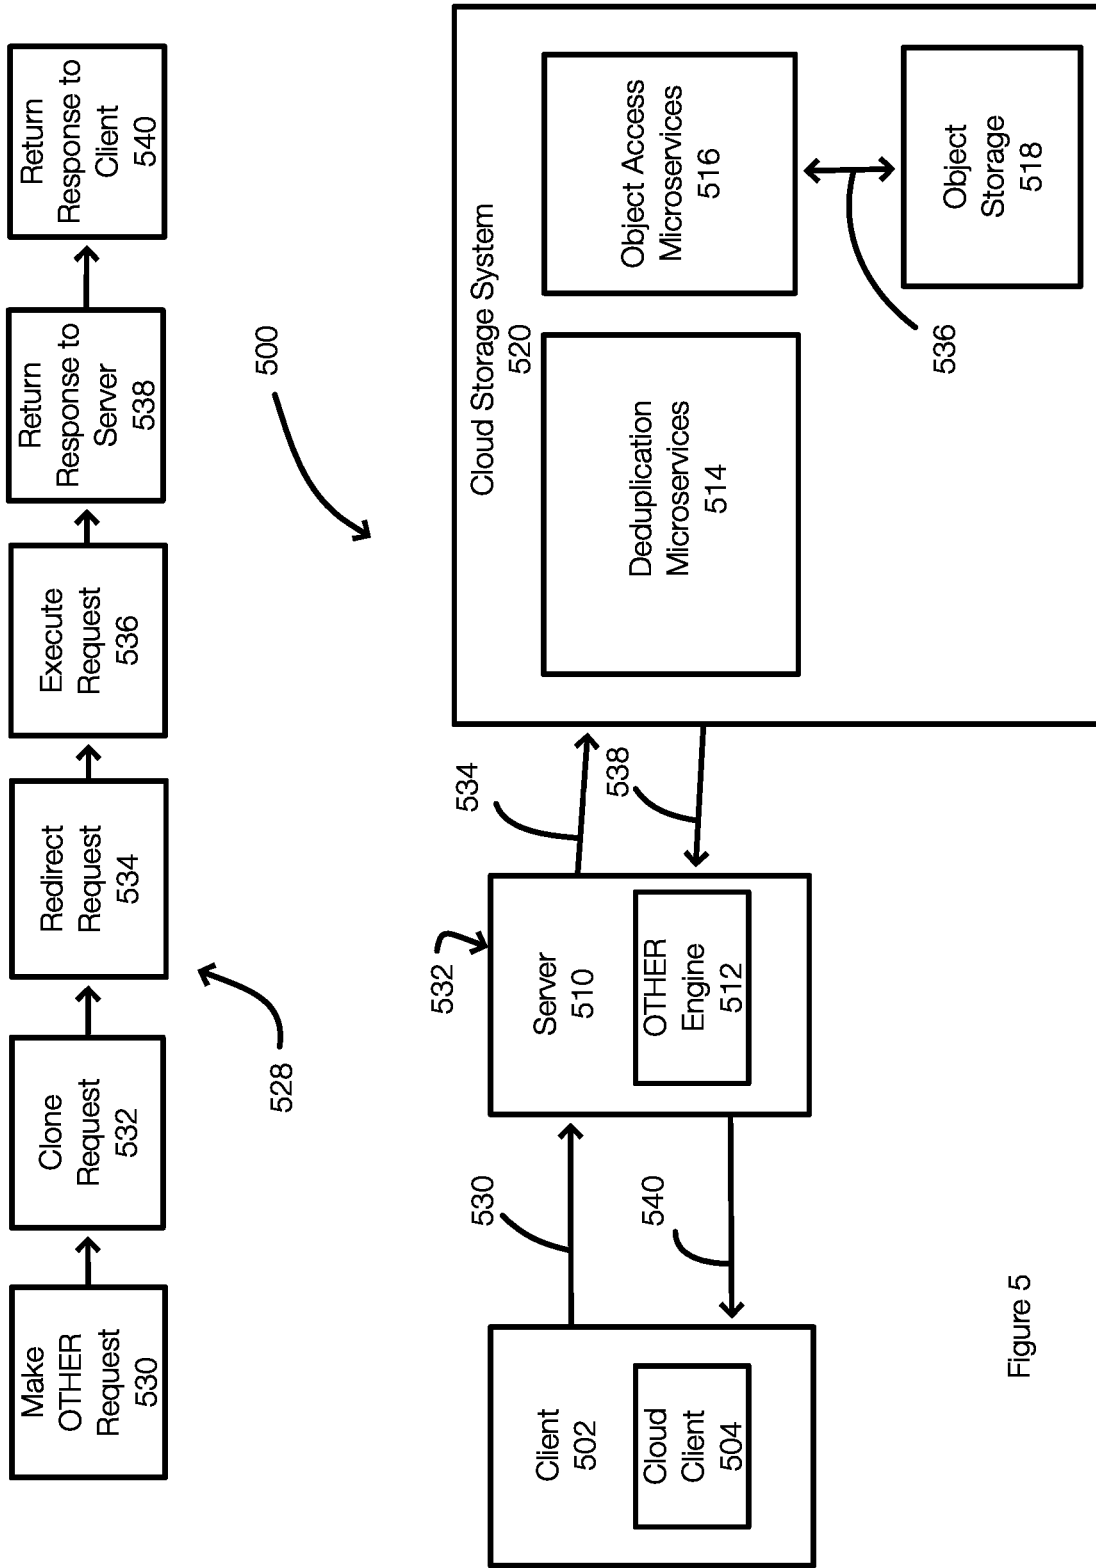 Make
OTHER
Request
530
Clone
Request
532
Redirect
Request
534
Execute
Request
536
Return
Response to
Server
538
Return
Response to
Client
540
528
500
Client
502
Cloud
Client
504
530
540
532
Server
510
OTHER
Engine
512
534
538
Cloud Storage System
520
Deduplication
Microservices
514
Object Access
Microservices
516
536
Object
Storage
518
Figure 5